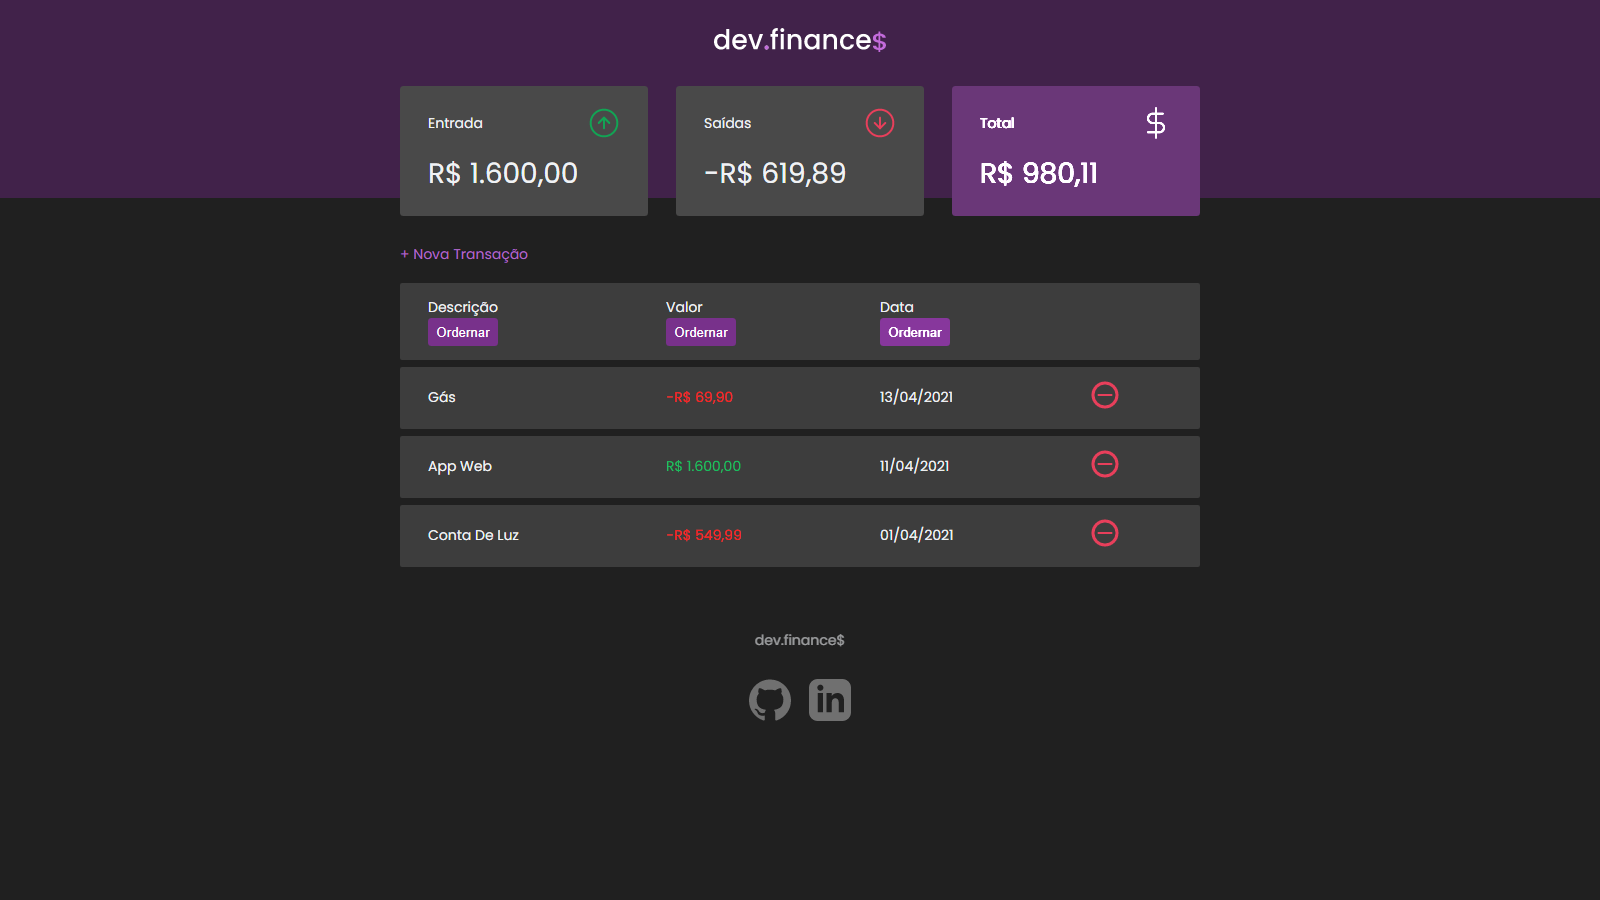 dev.finance$
Entrada
R$ 1.600,00
Saídas
-R$ 619,89
Total
R$ 980,11
+ Nova Transação
Descrição Valor Data
Ordernar Ordernar Ordernar
Gás -R$ 69,90 13/04/2021
App Web R$ 1.600,00 11/04/2021
Conta De Luz -R$ 549,99 01/04/2021
dev.finance$
in